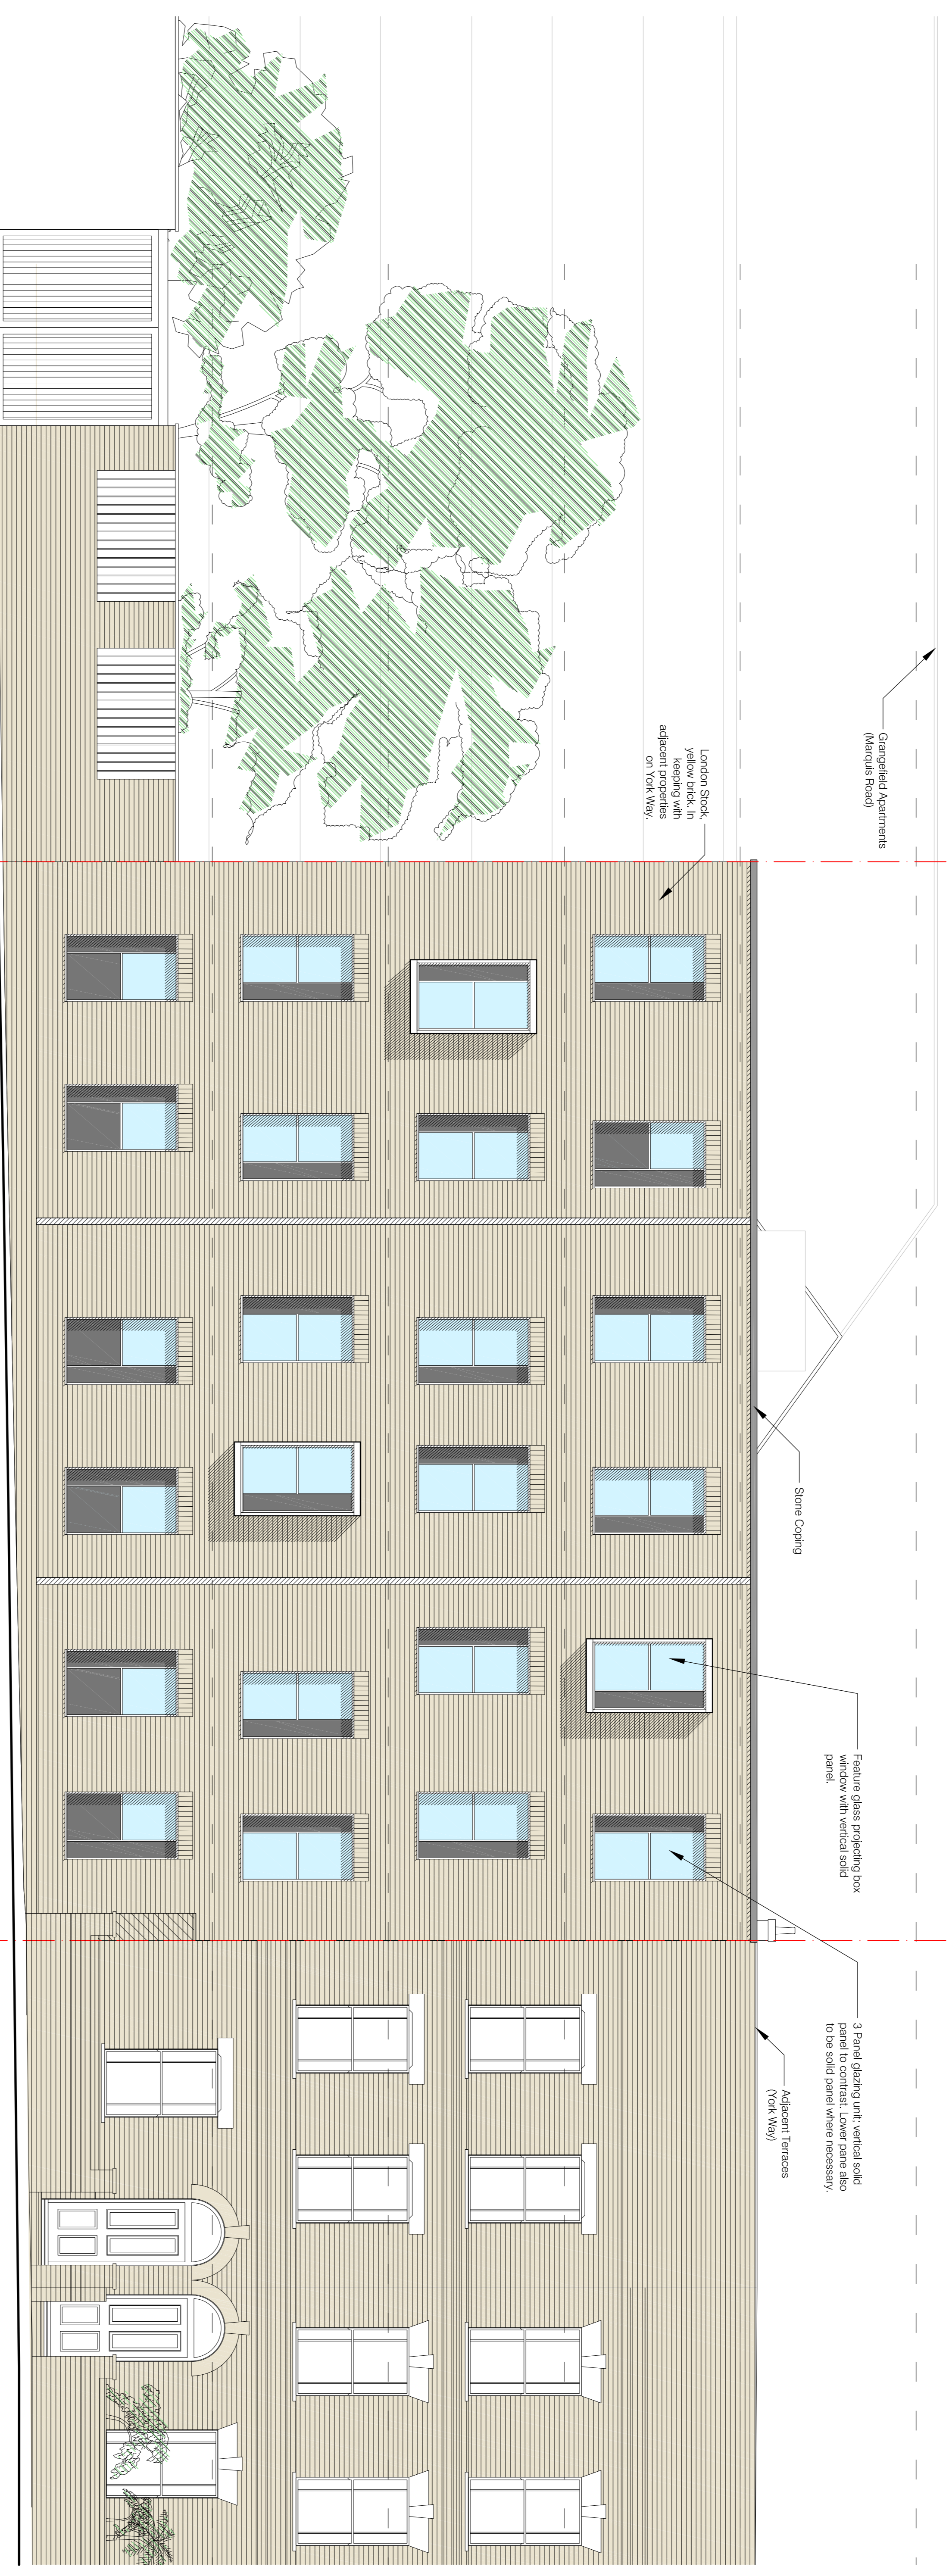 Grangefield Apartments
(Marquis Road)
London Stock,
yellow brick. In
keeping with
adjacent properties
on York Way.
Stone Coping
Feature glass projecting box
window with vertical solid
panel.
3 Panel glazing unit; vertical solid
panel to contrast. Lower pane also
to be solid panel where necessary.
Adjacent Terraces
(York Way)